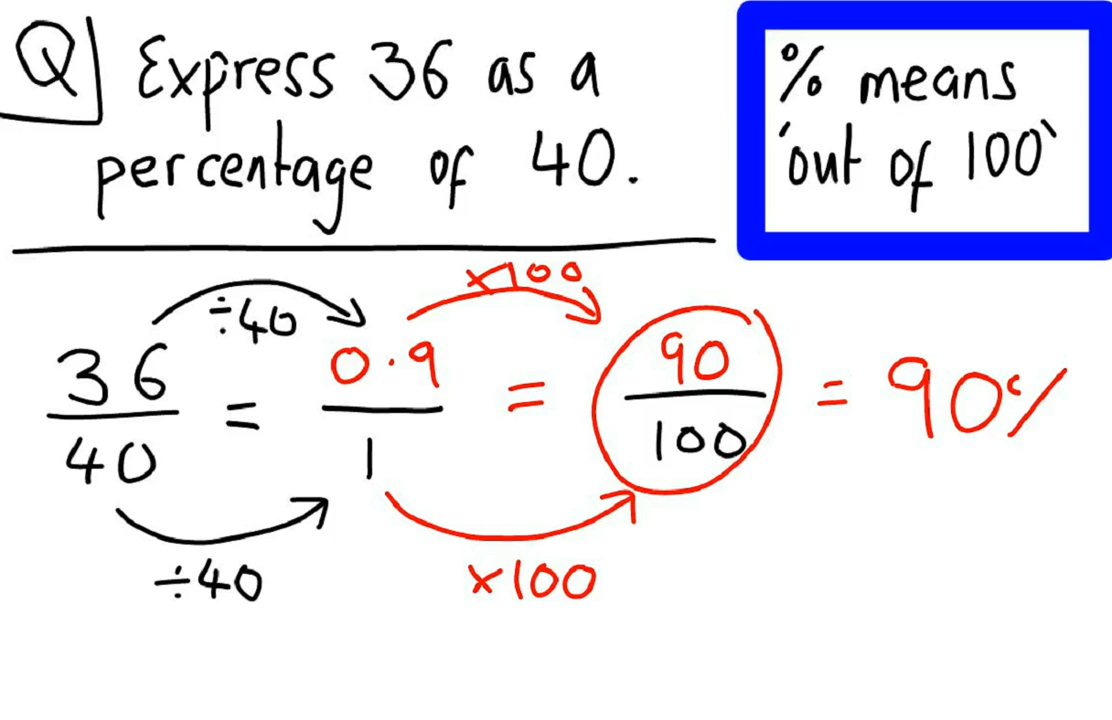 Q Express 36 as a
percentage of 40.
% means
'out of 100'
÷40 ×100
36/40 = 0.9/1 = 90/100 = 90%
÷40 ×100